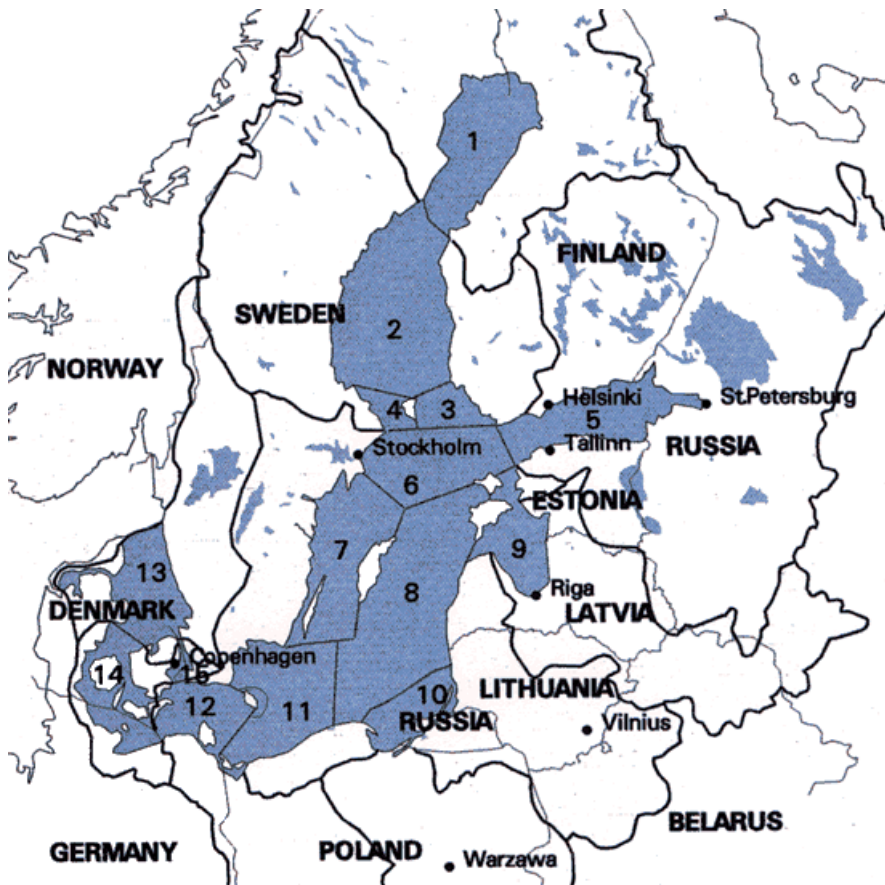 1
FINLAND
SWEDEN
2
NORWAY
Helsinki
St.Petersburg
4
3
5
Stockholm
Tallinn
RUSSIA
6
ESTONIA
7
9
13
8
Riga
DENMARK
LATVIA
Copenhagen
14
15
10
LITHUANIA
12
11
RUSSIA
Vilnius
BELARUS
GERMANY
POLAND
Warzawa